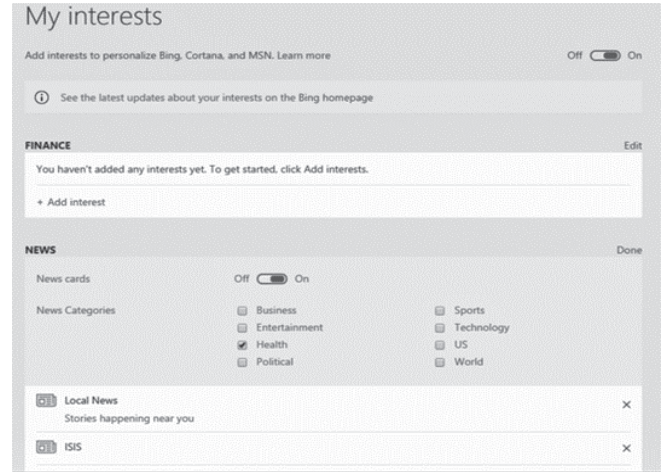 My interests
Add interests to personalize Bing, Cortana, and MSN. Learn more
Off On
See the latest updates about your interests on the Bing homepage
FINANCE Edit
You haven't added any interests yet. To get started, click Add interests.
+ Add interest
NEWS Done
News cards Off On
News Categories Business Sports
Entertainment Technology
Health US
Political World
Local News
Stories happening near you
ISIS